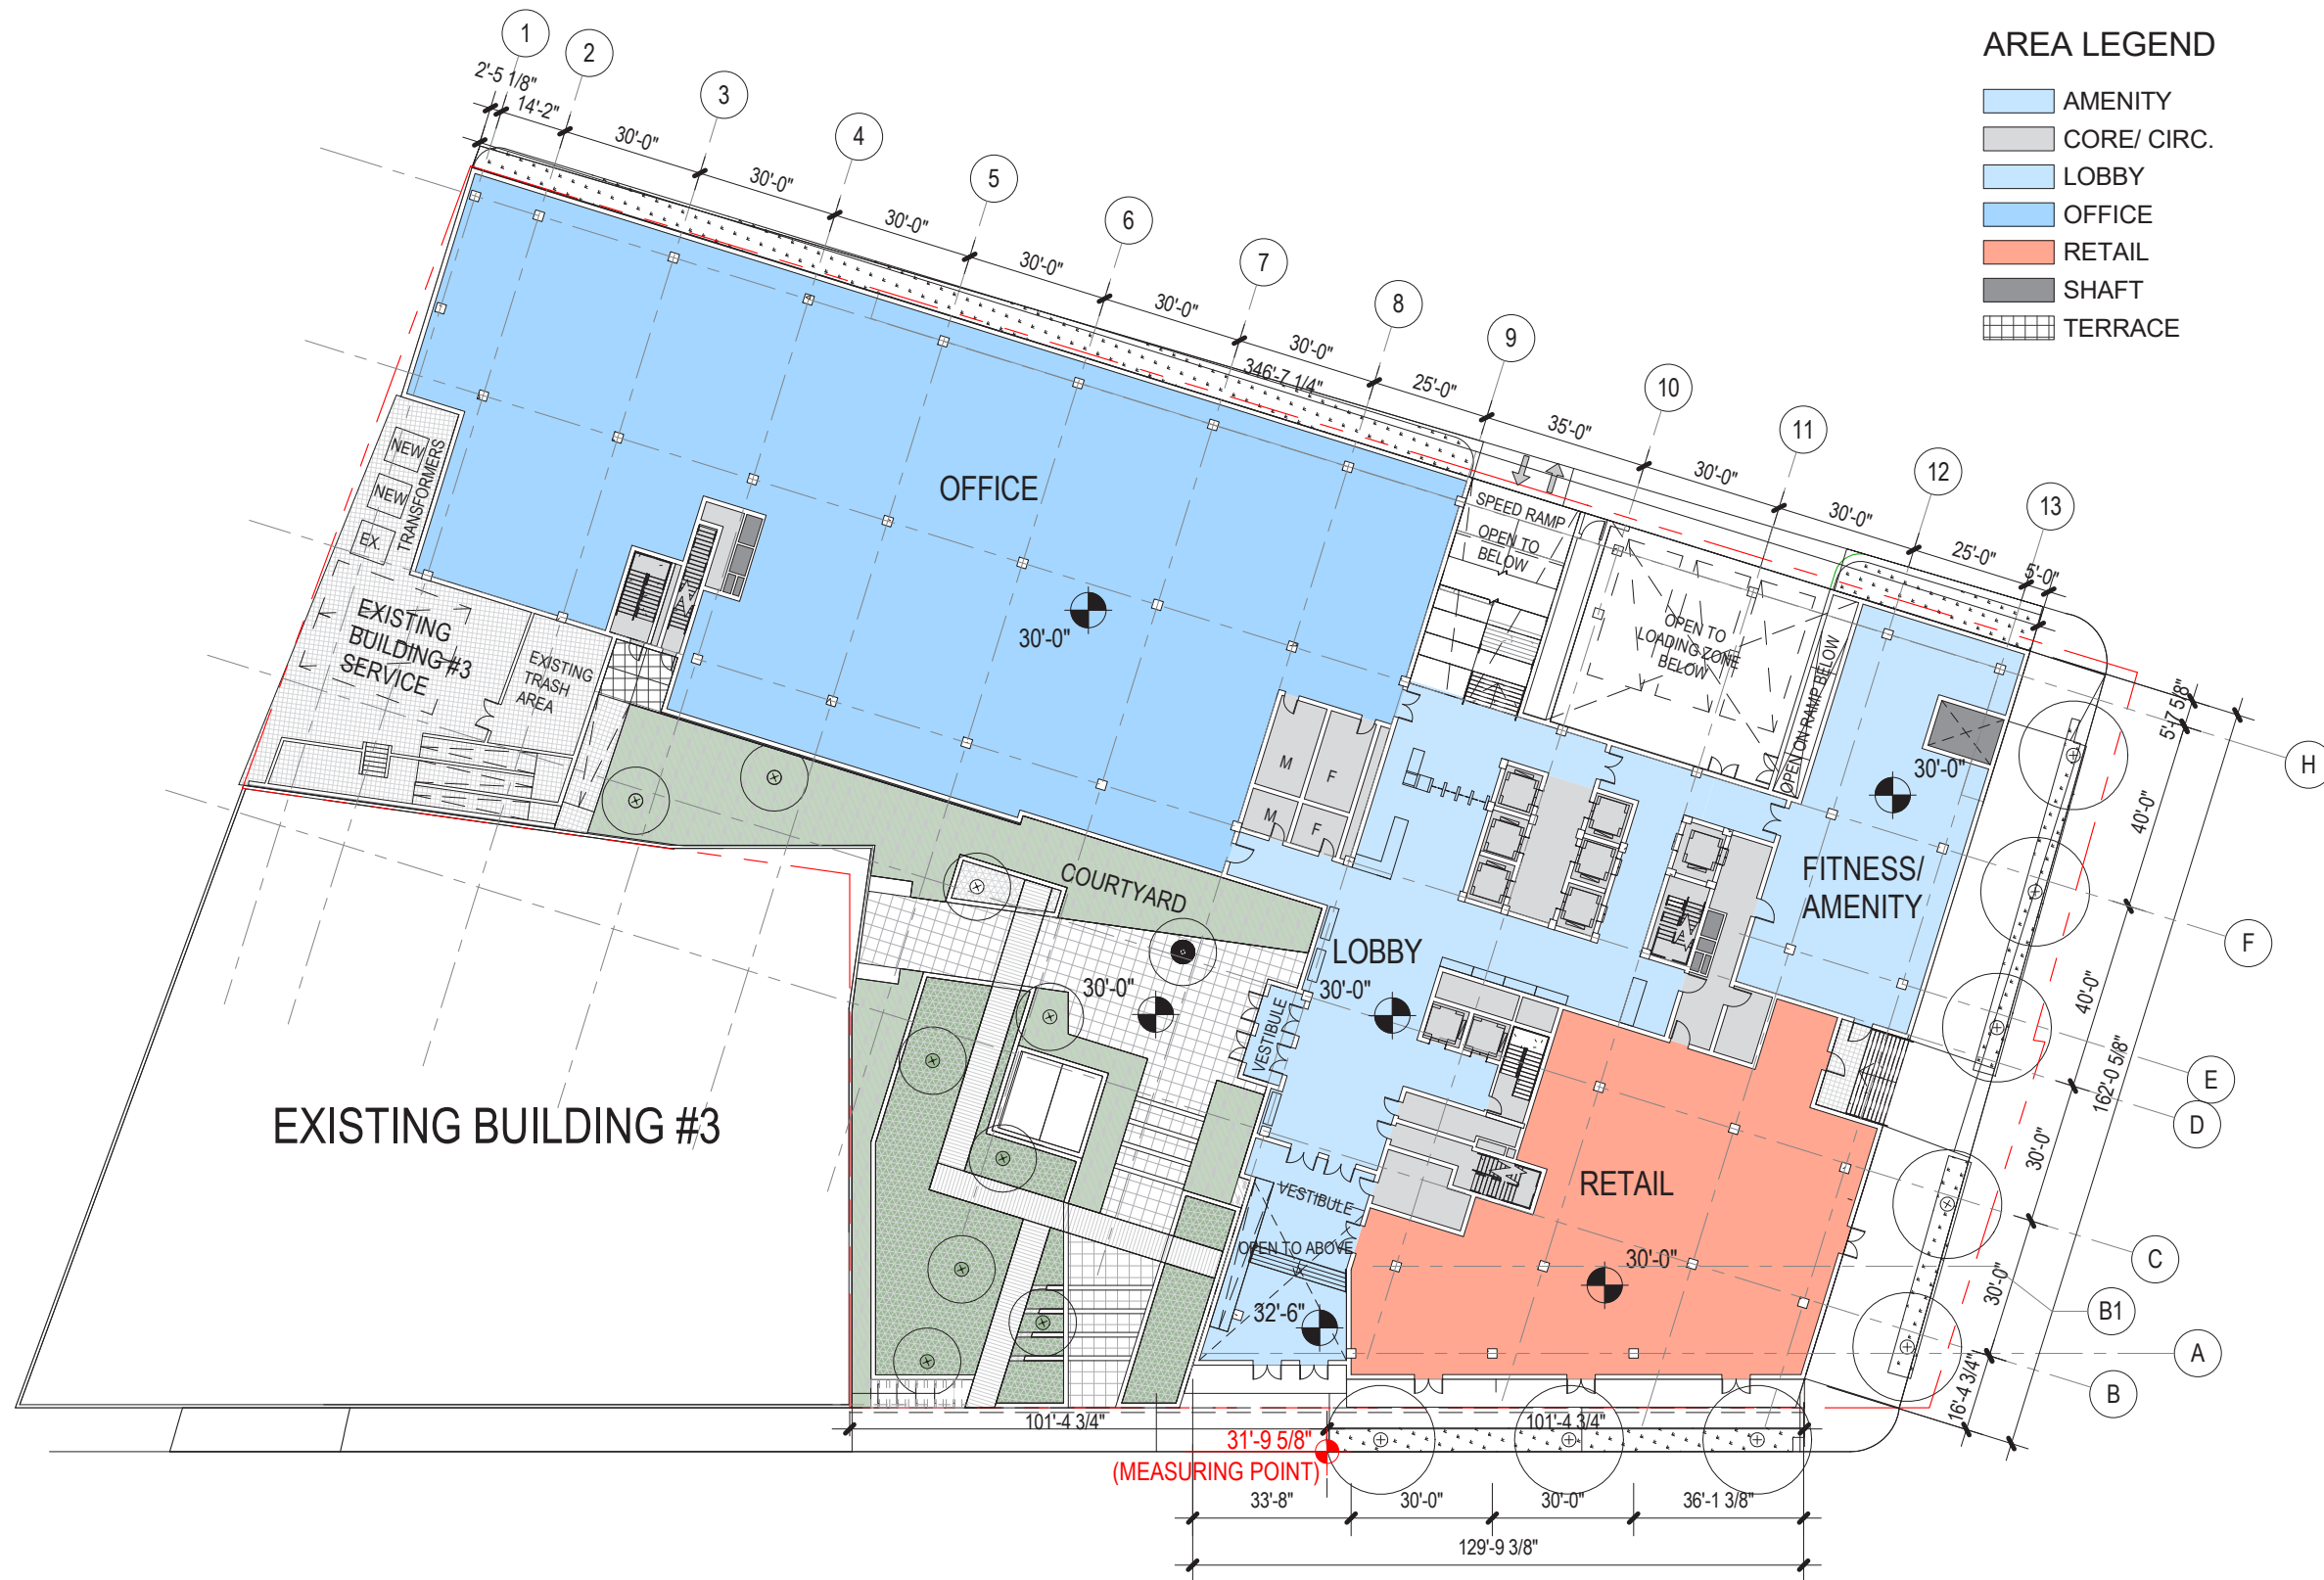 AREA LEGEND
AMENITY
CORE/ CIRC.
LOBBY
OFFICE
RETAIL
SHAFT
TERRACE
1
2
3
4
5
6
7
8
9
10
11
12
13
2'-5 1/8"
14'-2"
30'-0"
30'-0"
30'-0"
30'-0"
30'-0"
30'-0"
346'-7 1/4"
25'-0"
35'-0"
30'-0"
30'-0"
25'-0"
5'-0"
OFFICE
30'-0"
SPEED RAMP
OPEN TO
BELOW
OPEN TO
LOADING ZONE
BELOW
OPEN ON RAMP BELOW
NEW
NEW
EX.
TRANSFORMERS
EXISTING
BUILDING #3
SERVICE
EXISTING
TRASH
AREA
M
F
M
F
30'-0"
FITNESS/
AMENITY
COURTYARD
30'-0"
LOBBY
30'-0"
VESTIBULE
VESTIBULE
OPEN TO ABOVE
32'-6"
RETAIL
30'-0"
EXISTING BUILDING #3
5'-7 5/8"
40'-0"
40'-0"
162'-0 5/8"
30'-0"
30'-0"
16'-4 3/4"
H
F
E
D
C
B1
A
B
101'-4 3/4"
101'-4 3/4"
31'-9 5/8"
(MEASURING POINT)
33'-8"
30'-0"
30'-0"
36'-1 3/8"
129'-9 3/8"